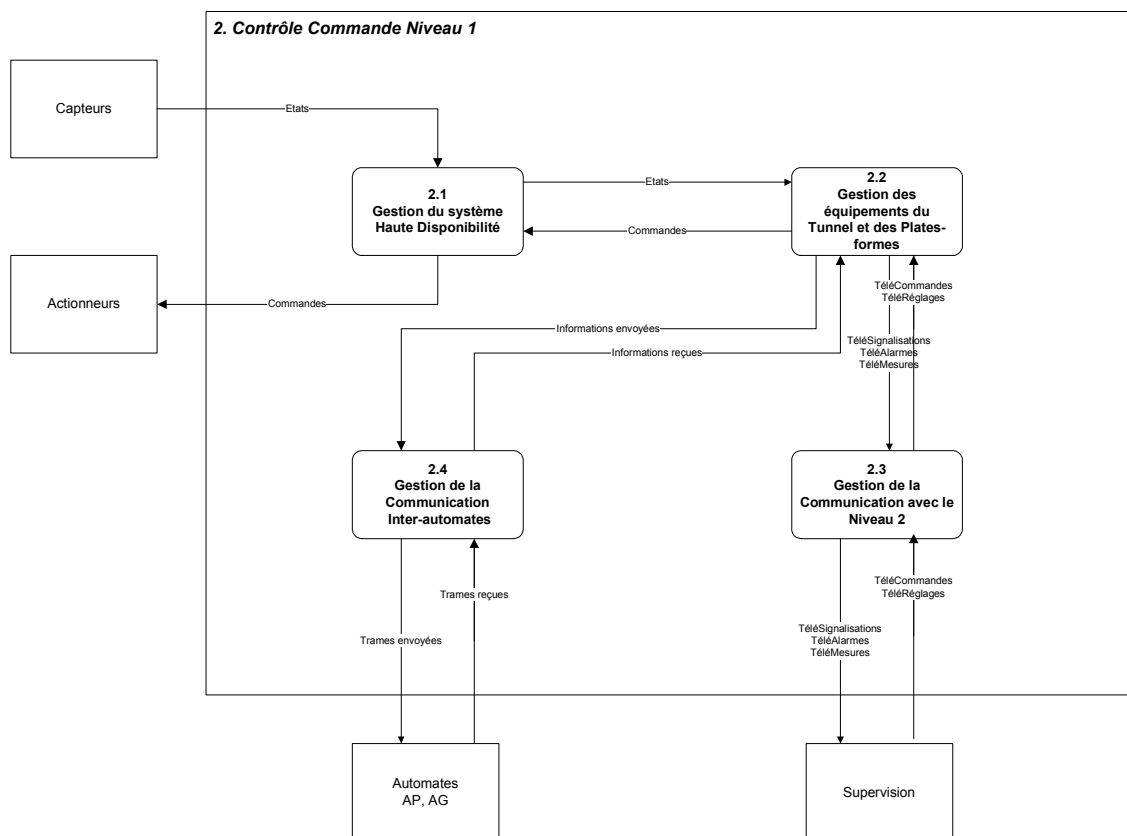 2. Contrôle Commande Niveau 1
Capteurs
Etats
2.1
Gestion du système
Haute Disponibilité
Etats
Commandes
2.2
Gestion des
équipements du
Tunnel et des Plates-
formes
Actionneurs
Commandes
Informations envoyées
Informations reçues
TéléCommandes
TéléRéglages
TéléSignalisations
TéléAlarmes
TéléMesures
2.4
Gestion de la
Communication
Inter-automates
2.3
Gestion de la
Communication avec le
Niveau 2
Trames reçues
Trames envoyées
TéléCommandes
TéléRéglages
TéléSignalisations
TéléAlarmes
TéléMesures
Automates
AP, AG
Supervision